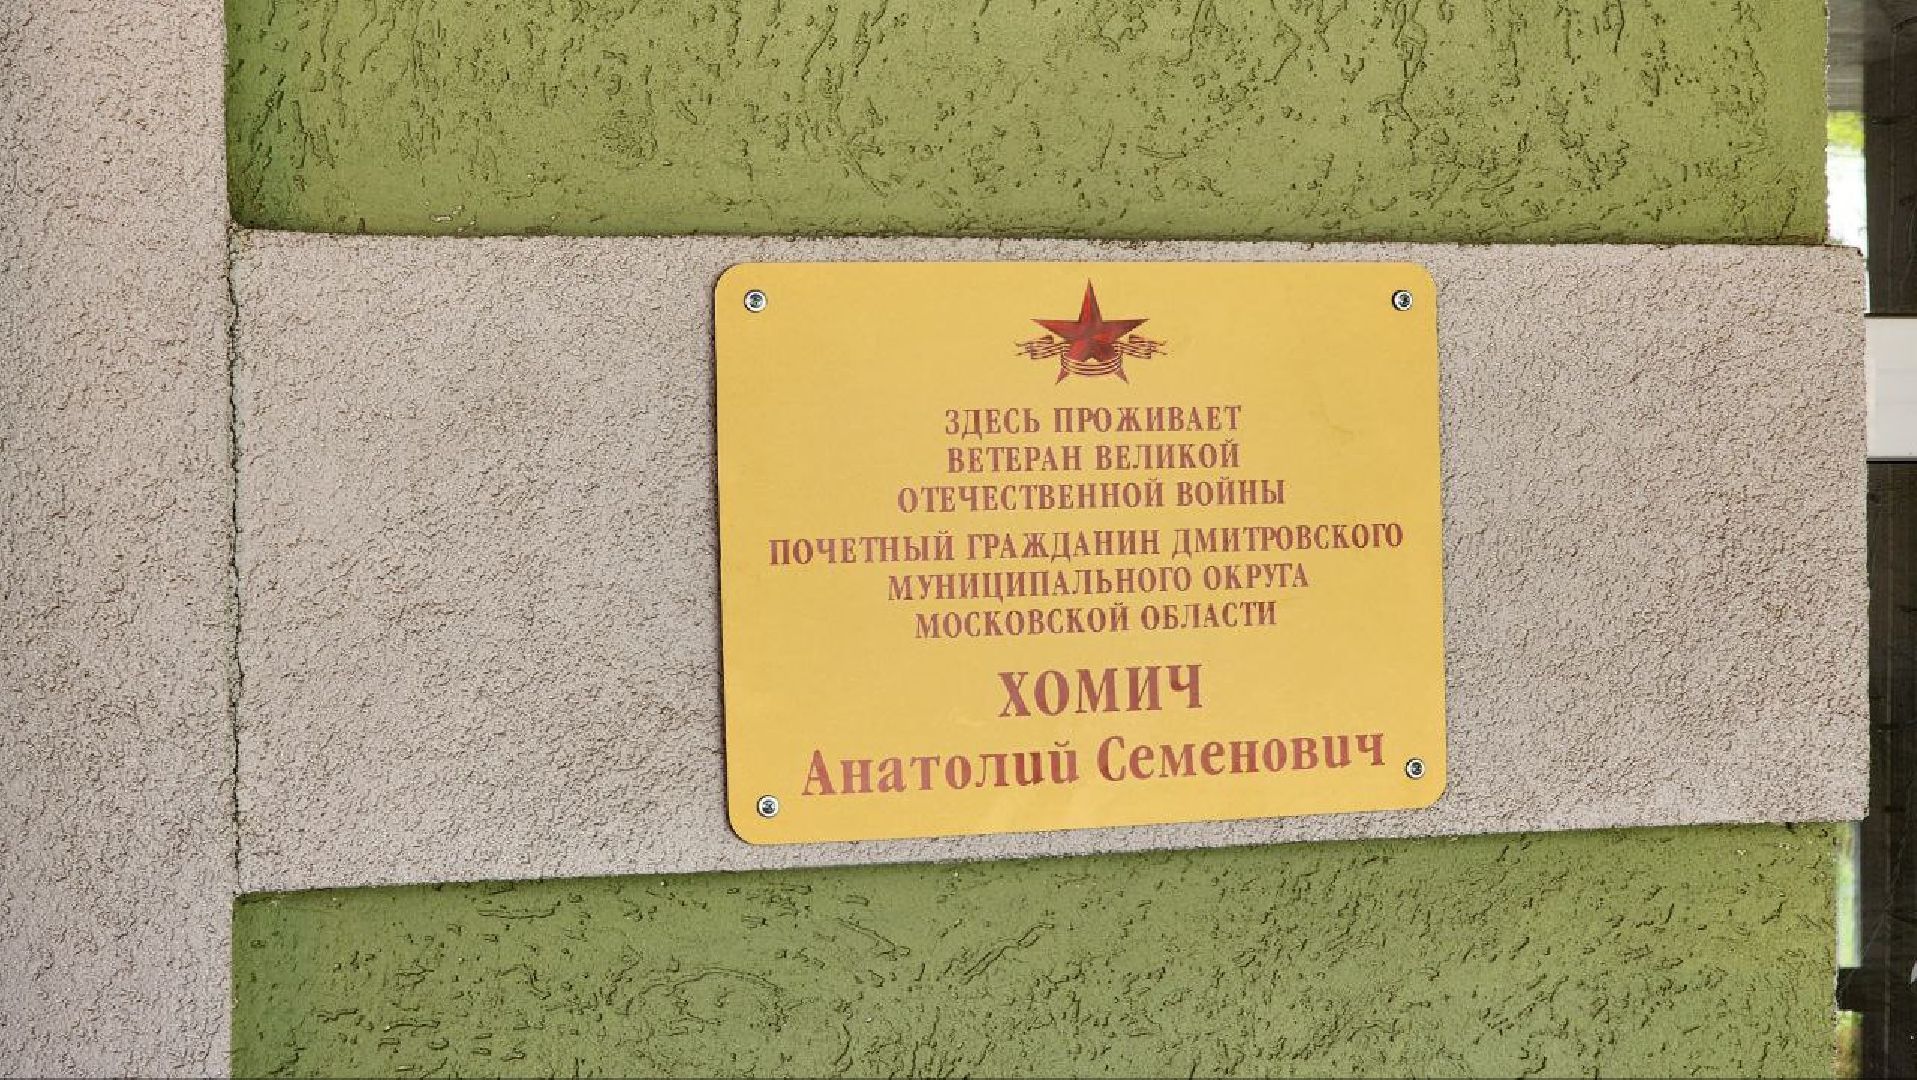 ЗДЕСЬ ПРОЖИВАЕТ
ВЕТЕРАН ВЕЛИКОЙ
ОТЕЧЕСТВЕННОЙ ВОЙНЫ
ПОЧЕТНЫЙ ГРАЖДАНИН ДМИТРОВСКОГО
МУНИЦИПАЛЬНОГО ОКРУГА
МОСКОВСКОЙ ОБЛАСТИ
ХОМИЧ
Анатолий Семенович